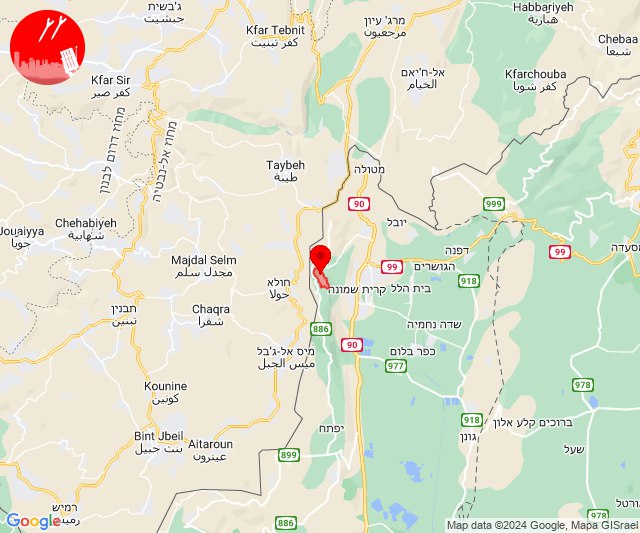 ג'בשית
جبشيت
Kfar Tebnit
כפר תבנית
מרג' עיון
مرجعيون
Habbariyeh
هبارية
Chebaa
شبعا
אל-ח'יאם
الخيام
Kfarchouba
كفر شوبا
Kfar Sir
كفر صير
מחוז דרום לבנון
מחוז אל-נבטיה
Taybeh
طيبة
מטולה
90
999
יובל
Jouaiyya
جويا
Chehabiyeh
شهابية
99
מסעדה
דפנה
Majdal Selm
مجدل سلم
99
הגושרים
918
חולא
حولا
קרית שמונה
בית הלל
תבנין
تبنين
Chaqra
شقرا
886
שדה נחמיה
90
מיס אל-ג'בל
ميس الجبل
כפר בלום
977
Kounine
كونين
978
918
ברוכים קלע אלון
יפתח
גונן
שעל
Bint Jbeil
بنت جبيل
Aitaroun
عيترون
899
978
רמיש
886
Google
Map data ©2024 Google, Mapa GISrael